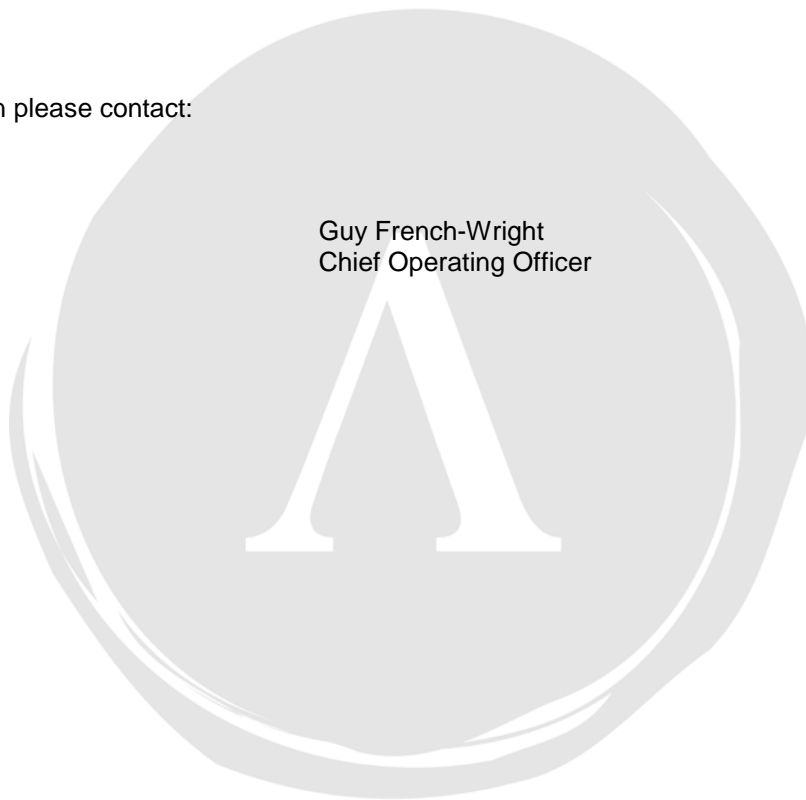 n please contact:
Guy French-Wright
Chief Operating Officer
Λ